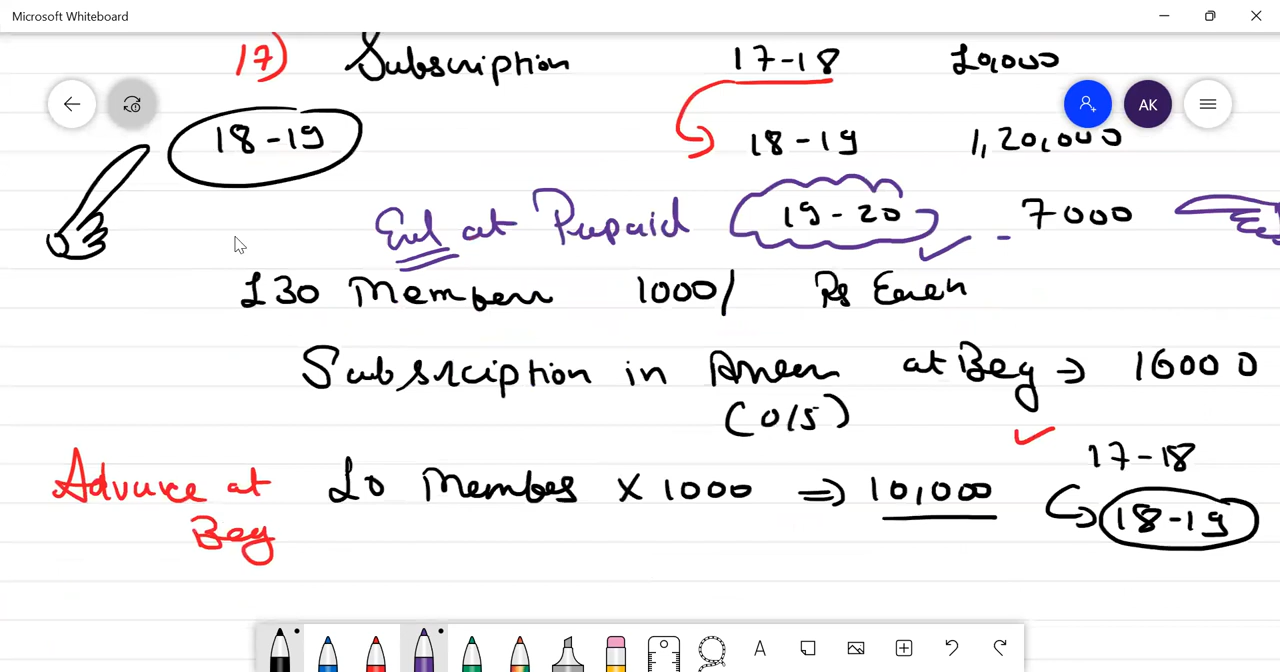 Microsoft Whiteboard
17) Subscription 17-18 10,000
AK
18-19 18-19 1,20,000
End at Prepaid 19-20 - 7000
130 Members 1000/ Rs Each
Subsrciption in Arrear at Beg → 16000
(O/S)
17-18
Advance at 10 Member × 1000 ⇒ 10,000
Beg 18-19
A